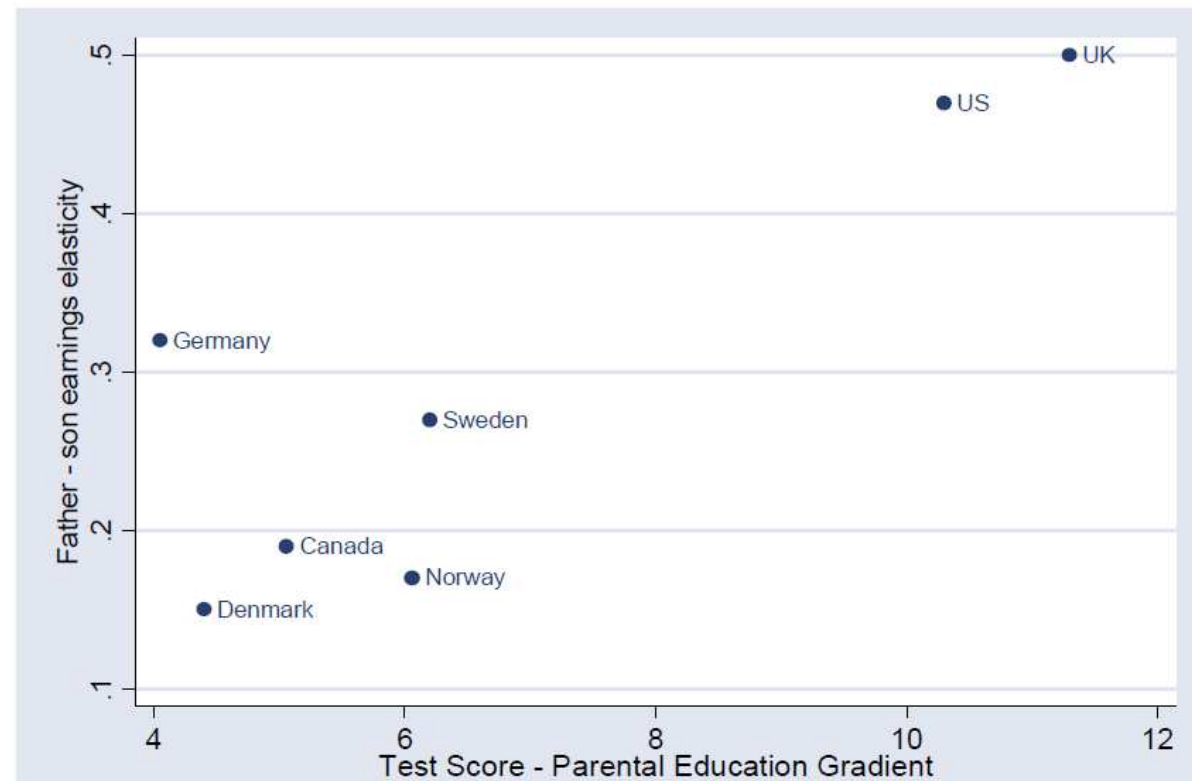 .5
UK
US
Father - son earnings elasticity
.4
Germany
.3
Sweden
.2
Canada
Norway
Denmark
.1
4
6
8
10
12
Test Score - Parental Education Gradient